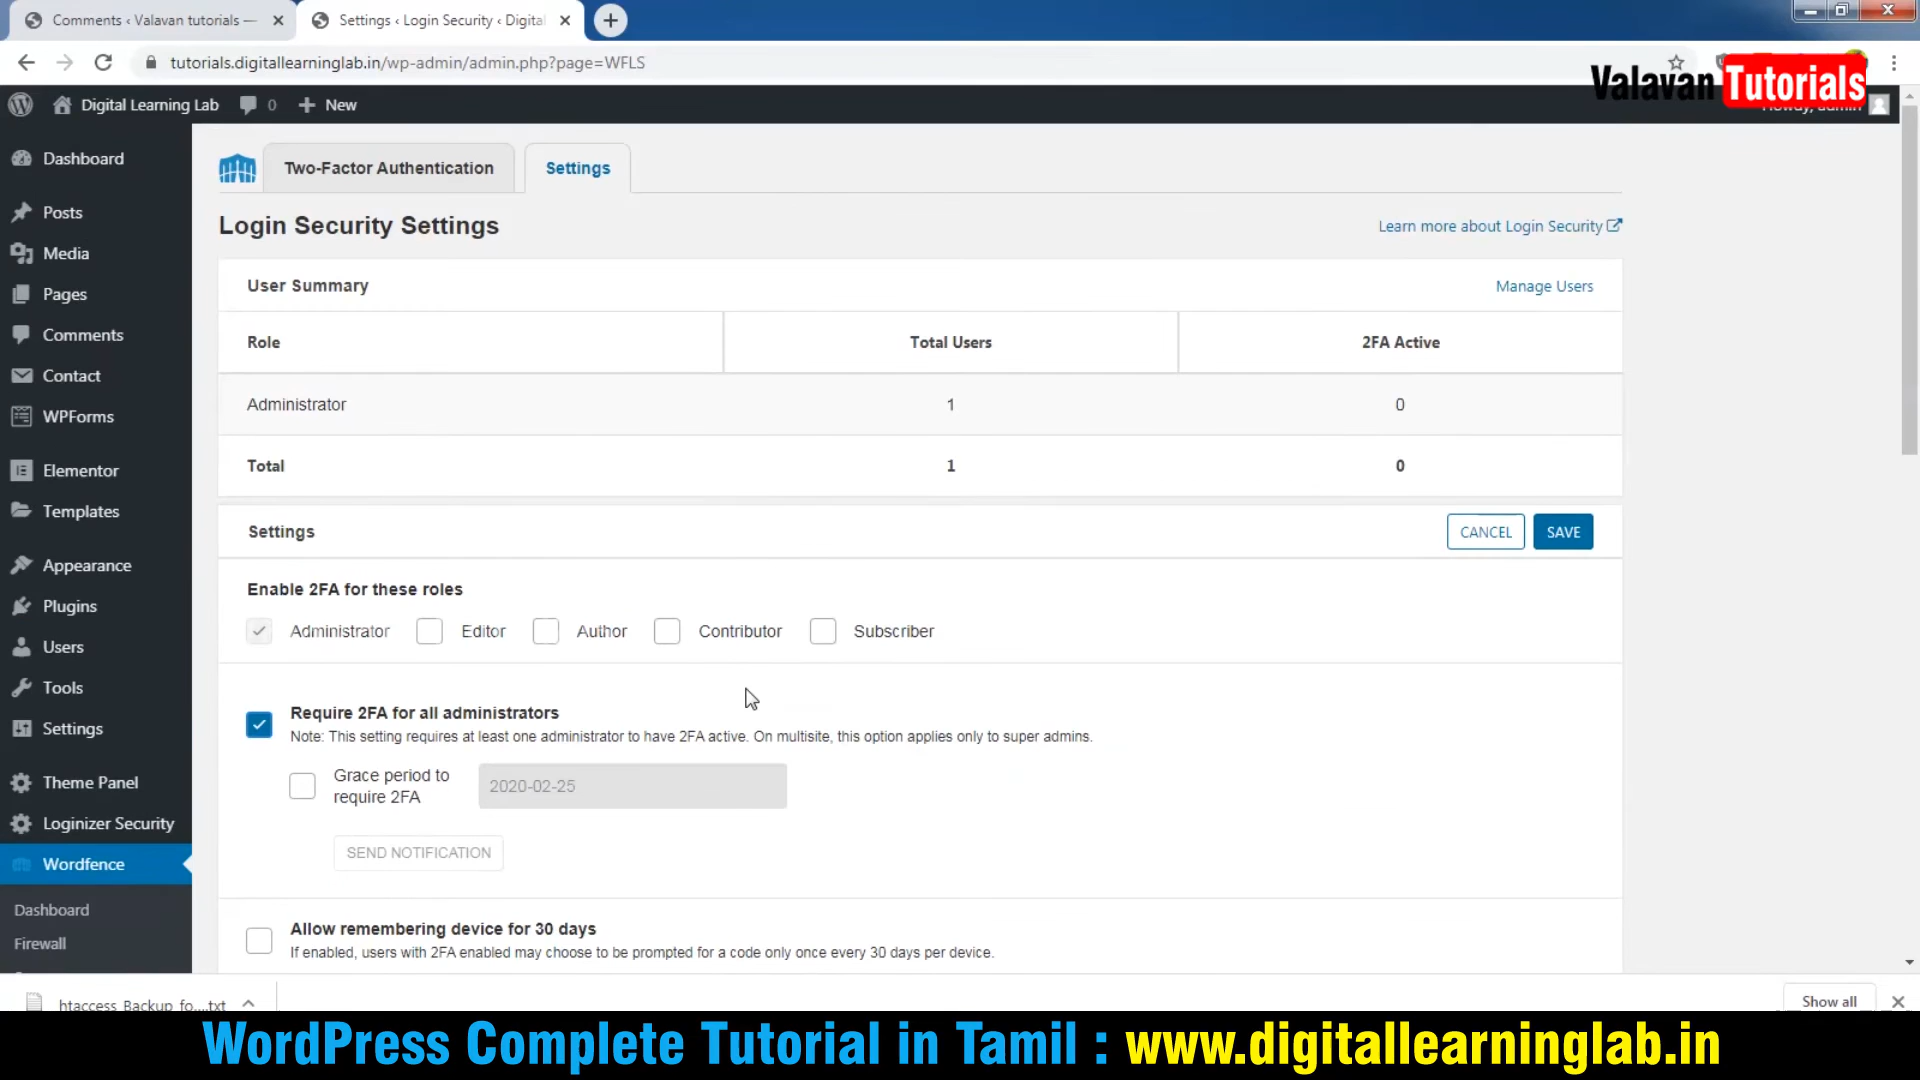 Comments ‹ Valavan tutorials —
Settings ‹ Login Security ‹ Digital
tutorials.digitallearninglab.in/wp-admin/admin.php?page=WFLS
Valavan Tutorials
Digital Learning Lab
0
New
Howdy, admin
Dashboard
Posts
Media
Pages
Comments
Contact
WPForms
Elementor
Templates
Appearance
Plugins
Users
Tools
Settings
Theme Panel
Loginizer Security
Wordfence
Dashboard
Firewall
Two-Factor Authentication
Settings
Login Security Settings
Learn more about Login Security
User Summary
Manage Users
Role Total Users 2FA Active
Administrator 1 0
Total 1 0
Settings
CANCEL
SAVE
Enable 2FA for these roles
Administrator Editor Author Contributor Subscriber
Require 2FA for all administrators
Note: This setting requires at least one administrator to have 2FA active. On multisite, this option applies only to super admins.
Grace period to
require 2FA
2020-02-25
SEND NOTIFICATION
Allow remembering device for 30 days
If enabled, users with 2FA enabled may choose to be prompted for a code only once every 30 days per device.
htaccess_Backup_fo....txt
Show all
WordPress Complete Tutorial in Tamil : www.digitallearninglab.in